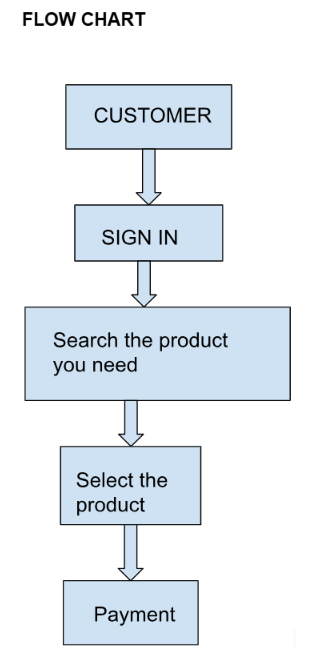 FLOW CHART
CUSTOMER
SIGN IN
Search the product
you need
Select the
product
Payment